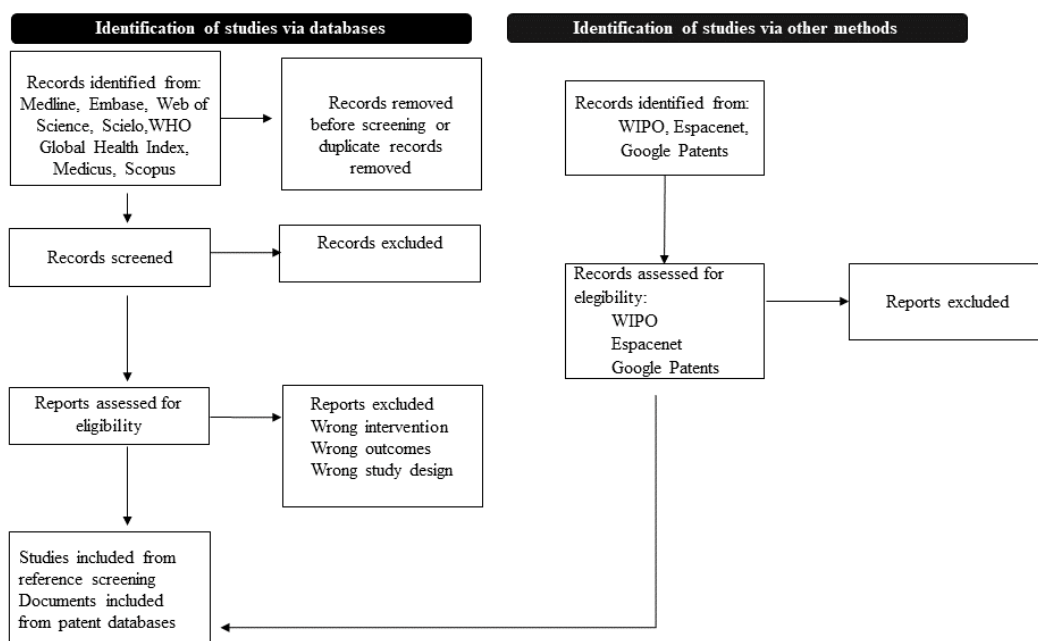 Identification of studies via databases
Records identified from:
Medline, Embase, Web of
Science, Scielo,WHO
Global Health Index,
Medicus, Scopus
Records removed
before screening or
duplicate records
removed
Records screened
Records excluded
Reports assessed for
eligibility
Reports excluded
Wrong intervention
Wrong outcomes
Wrong study design
Studies included from
reference screening
Documents included
from patent databases
Identification of studies via other methods
Records identified from:
WIPO, Espacenet,
Google Patents
Records assessed for
elegibility:
WIPO
Espacenet
Google Patents
Reports excluded